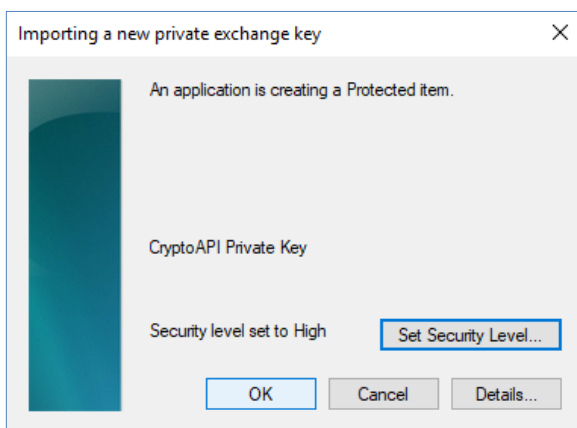 Importing a new private exchange key
An application is creating a Protected item.
CryptoAPI Private Key
Security level set to High
Set Security Level...
OK
Cancel
Details...